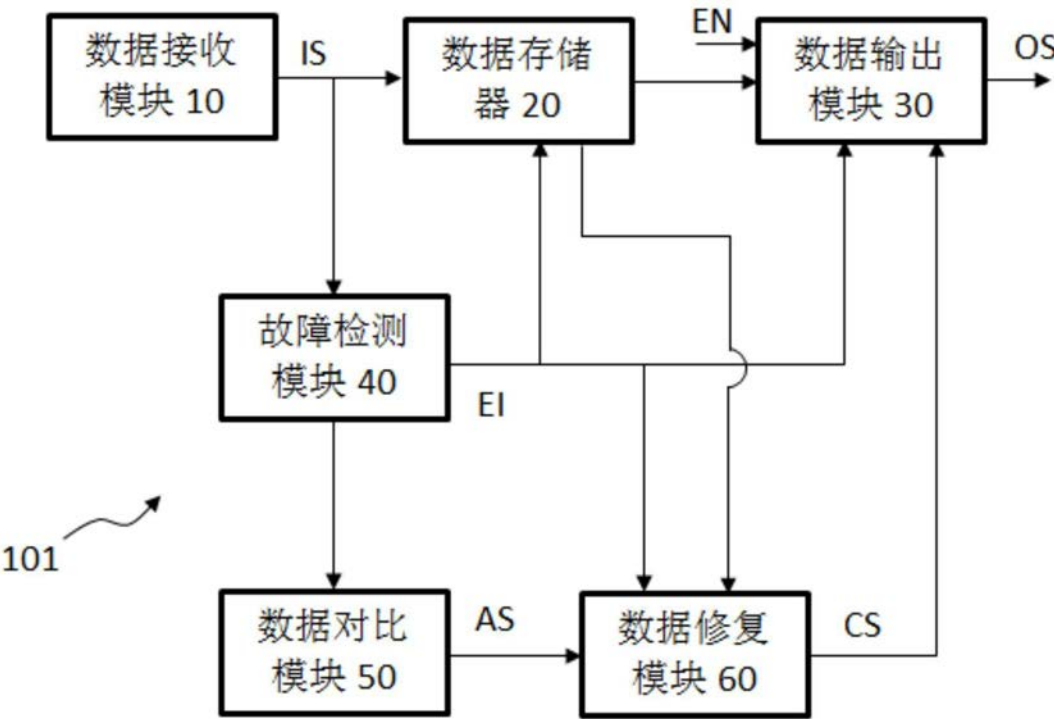 数据接收
模块 10
IS
数据存储
器 20
EN
数据输出
模块 30
OS
故障检测
模块 40
EI
101
数据对比
模块 50
AS
数据修复
模块 60
CS